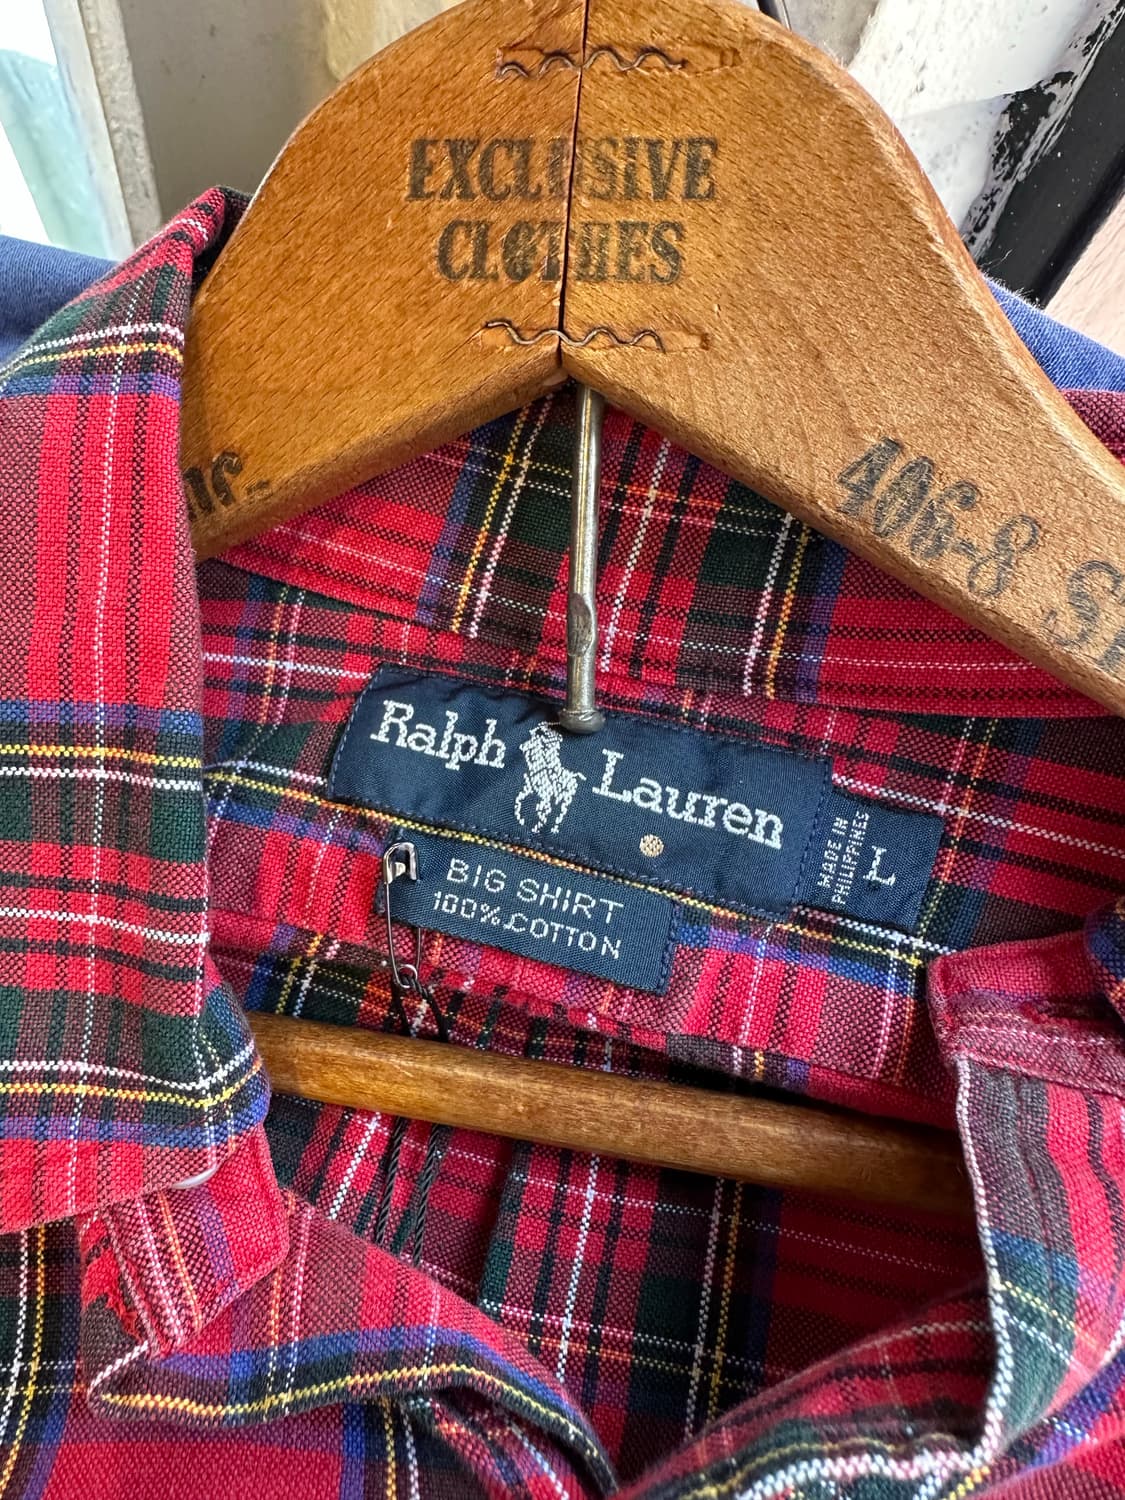 EXCLUSIVE
CLOTHES
406-8
Ralph Lauren
MADE IN
PHILIPPINES
L
BIG SHIRT
100% COTTON